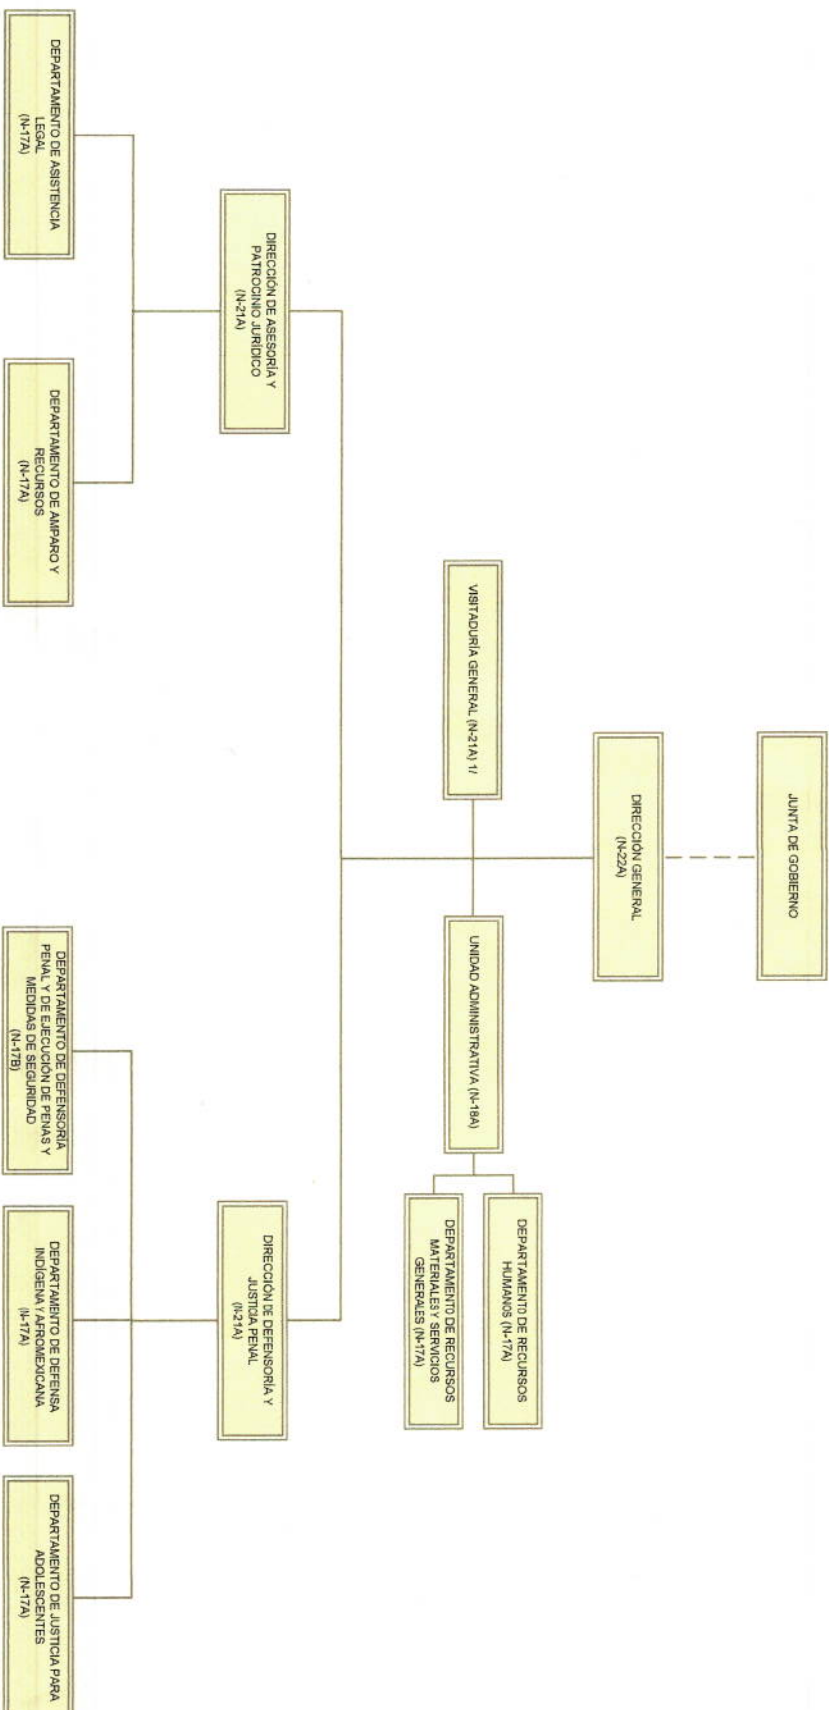 JUNTA DE GOBIERNO
DIRECCIÓN GENERAL
(N-22A)
VISITADURÍA GENERAL (N-21A) 1/
UNIDAD ADMINISTRATIVA (N-18A)
DEPARTAMENTO DE RECURSOS
HUMANOS (N-17A)
DEPARTAMENTO DE RECURSOS
MATERIALES Y SERVICIOS
GENERALES (N-17A)
DIRECCIÓN DE ASESORÍA Y
PATROCINIO JURÍDICO
(N-21A)
DIRECCIÓN DE DEFENSORÍA Y
JUSTICIA PENAL
(N-21A)
DEPARTAMENTO DE ASISTENCIA
LEGAL
(N-17A)
DEPARTAMENTO DE AMPARO Y
RECURSOS
(N-17A)
DEPARTAMENTO DE DEFENSORÍA
PENAL Y DE EJECUCIÓN DE PENAS Y
MEDIDAS DE SEGURIDAD
(N-17B)
DEPARTAMENTO DE DEFENSA
INDÍGENA Y AFROMEXICANA
(N-17A)
DEPARTAMENTO DE JUSTICIA PARA
ADOLESCENTES
(N-17A)